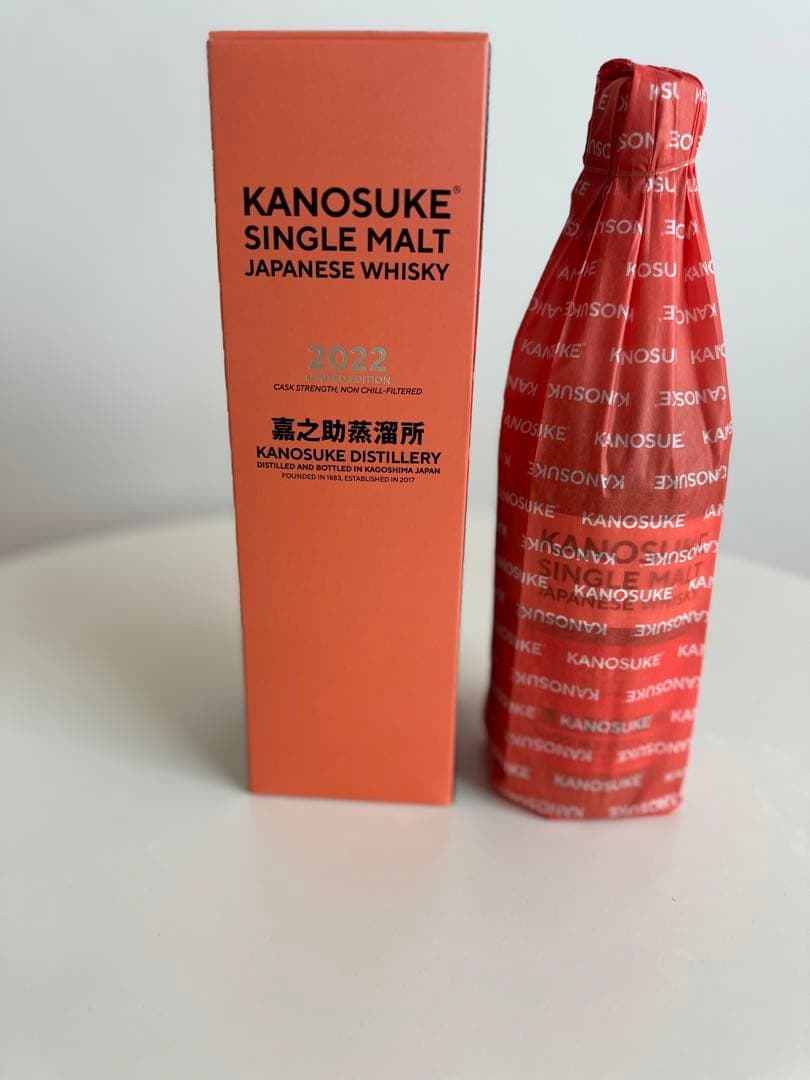 KANOSUKE®
SINGLE MALT
JAPANESE WHISKY
2022
LIMITED EDITION
CASK STRENGTH, NON CHILL-FILTERED
嘉之助蒸溜所
KANOSUKE DISTILLERY
DISTILLED AND BOTTLED IN KAGOSHIMA JAPAN
FOUNDED IN 1883, ESTABLISHED IN 2017
KANOSUKE
KANOSUKE
SINGLE MALT
JAPANESE WHISKY
KANOSUKE
KANOSUKE
KANOSUKE
KANOSUKE